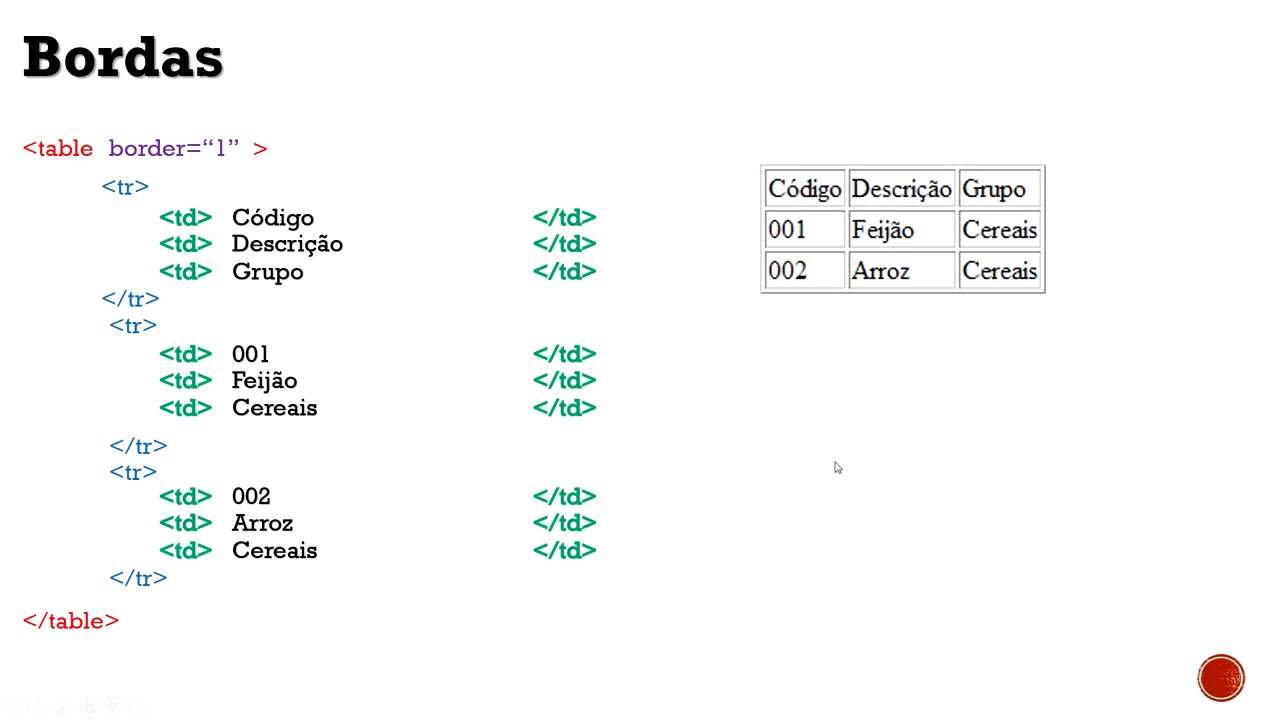 Bordas
<table border=“1” >
<tr>
<td> Código </td>
<td> Descrição </td>
<td> Grupo </td>
</tr>
<tr>
<td> 001 </td>
<td> Feijão </td>
<td> Cereais </td>
</tr>
<tr>
<td> 002 </td>
<td> Arroz </td>
<td> Cereais </td>
</tr>
</table>
Código Descrição Grupo
001 Feijão Cereais
002 Arroz Cereais